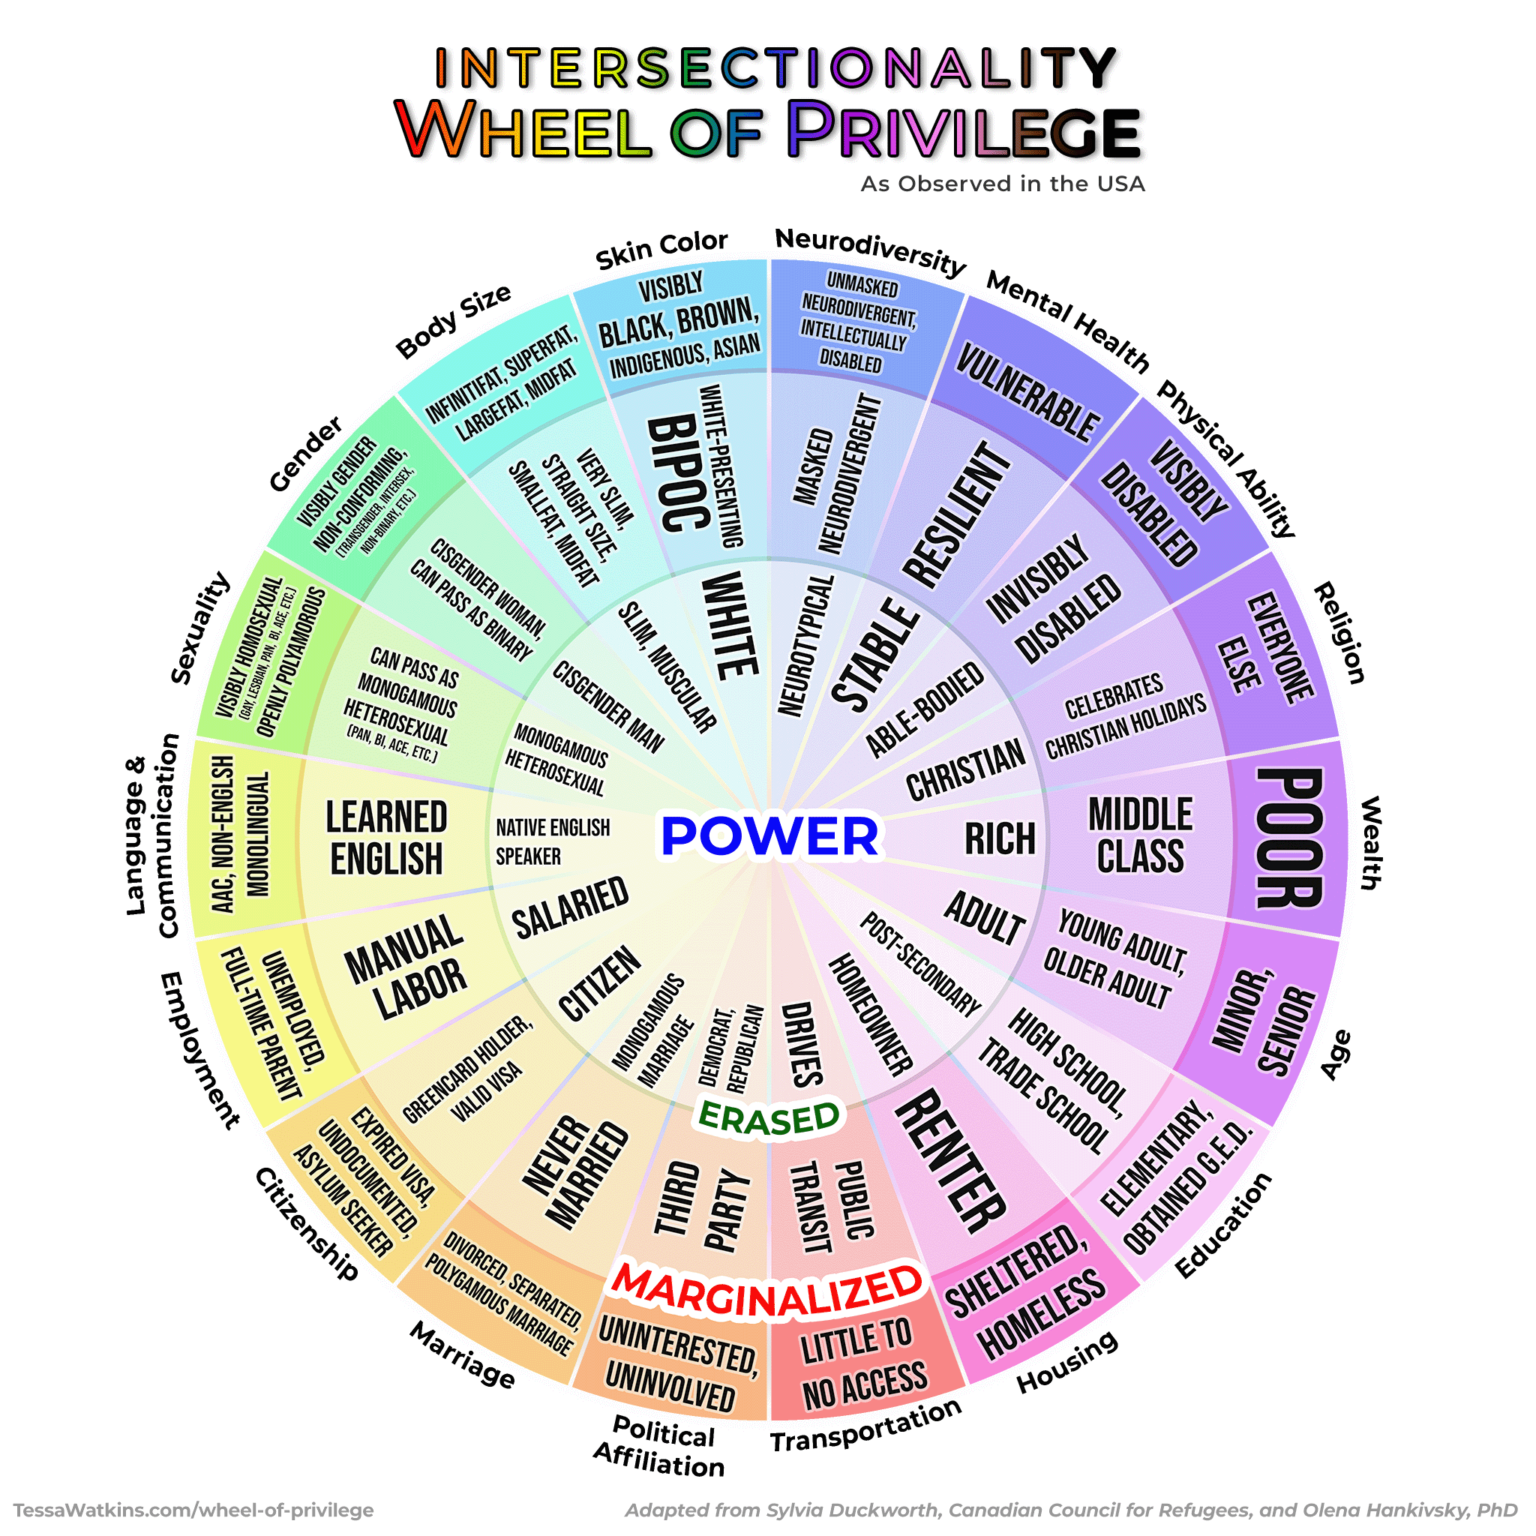 INTERSECTIONALITY
WHEEL OF PRIVILEGE
As Observed in the USA
Neurodiversity
UNMASKED
NEURODIVERGENT,
INTELLECTUALLY
DISABLED
MASKED
NEURODIVERGENT
NEUROTYPICAL
Mental Health
VULNERABLE
RESILIENT
STABLE
Physical Ability
VISIBLY
DISABLED
INVISIBLY
DISABLED
ABLE-BODIED
Religion
EVERYONE
ELSE
CELEBRATES
CHRISTIAN HOLIDAYS
CHRISTIAN
Wealth
POOR
MIDDLE
CLASS
RICH
Age
MINOR,
SENIOR
YOUNG ADULT,
OLDER ADULT
ADULT
Education
ELEMENTARY,
OBTAINED G.E.D.
HIGH SCHOOL,
TRADE SCHOOL
POST-SECONDARY
Housing
SHELTERED,
HOMELESS
RENTER
HOMEOWNER
Transportation
LITTLE TO
NO ACCESS
PUBLIC
TRANSIT
DRIVES
Political
Affiliation
UNINTERESTED,
UNINVOLVED
THIRD
PARTY
DEMOCRAT,
REPUBLICAN
Marriage
DIVORCED, SEPARATED,
POLYGAMOUS MARRIAGE
NEVER
MARRIED
MONOGAMOUS
MARRIAGE
Citizenship
EXPIRED VISA,
UNDOCUMENTED,
ASYLUM SEEKER
GREENCARD HOLDER,
VALID VISA
CITIZEN
Employment
UNEMPLOYED,
FULL-TIME PARENT
MANUAL
LABOR
SALARIED
Language &
Communication
AAC, NON-ENGLSH
MONOLINGUAL
LEARNED
ENGLISH
NATIVE ENGLISH
SPEAKER
Sexuality
VISIBLY HOMOSEXUAL
(GAY, LESBIAN, PAN, BI, ACE, ETC.)
OPENLY POLYAMOROUS
CAN PASS AS
MONOGAMOUS
HETEROSEXUAL
(PAN, BI, ACE, ETC.)
MONOGAMOUS
HETEROSEXUAL
Gender
VISIBLY GENDER
NON-CONFORMING,
(TRANSGENDER, INTERSEX,
NON-BINARY, ETC.)
CISGENDER WOMAN,
CAN PASS AS BINARY
CISGENDER MAN
Body Size
INFINITIFAT, SUPERFAT,
LARGEFAT, MIDFAT
VERY SLIM,
STRAIGHT SIZE,
SMALLFAT, MIDFAT
SLIM, MUSCULAR
Skin Color
VISIBLY
BLACK, BROWN,
INDIGENOUS, ASIAN
WHITE-PRESENTING
BIPOC
WHITE
POWER
ERASED
MARGINALIZED
TessaWatkins.com/wheel-of-privilege
Adapted from Sylvia Duckworth, Canadian Council for Refugees, and Olena Hankivsky, PhD